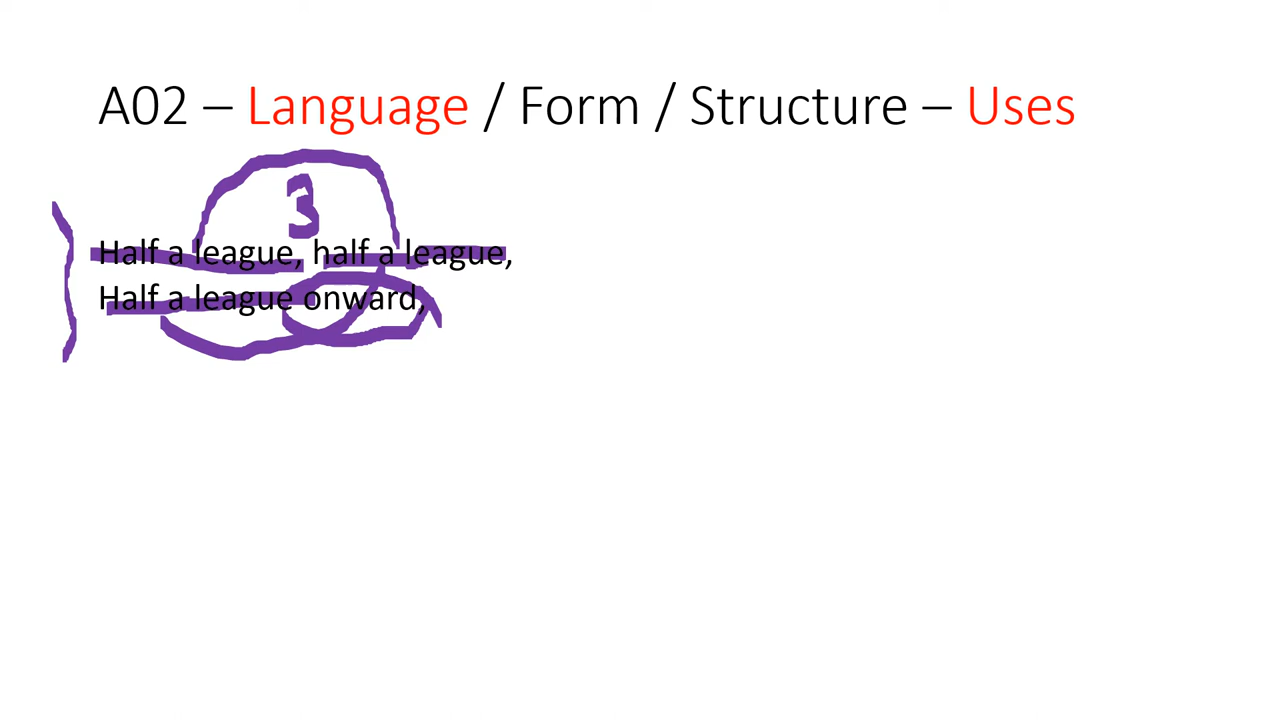 A02 – Language / Form / Structure – Uses
3
Half a league, half a league,
Half a league onward,